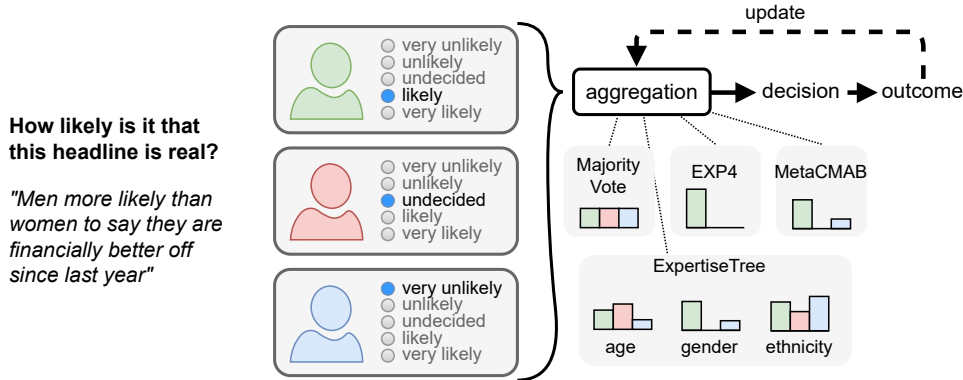 How likely is it that
this headline is real?
"Men more likely than
women to say they are
financially better off
since last year"
very unlikely
unlikely
undecided
likely
very likely
very unlikely
unlikely
undecided
likely
very likely
very unlikely
unlikely
undecided
likely
very likely
update
aggregation
decision
outcome
Majority
Vote
EXP4
MetaCMAB
ExpertiseTree
age
gender
ethnicity